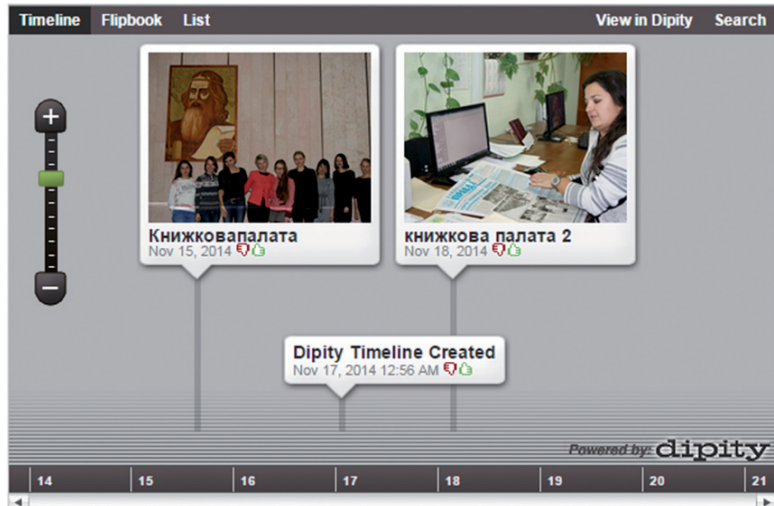 Timeline Flipbook List View in Dipity Search
Книжковапалата
Nov 15, 2014
книжкова палата 2
Nov 18, 2014
Dipity Timeline Created
Nov 17, 2014 12:56 AM
Powered by: dipity
14 15 16 17 18 19 20 21